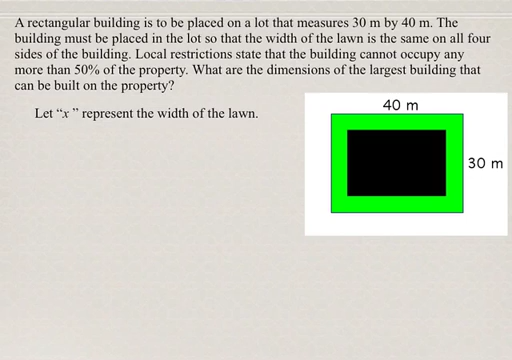 A rectangular building is to be placed on a lot that measures 30 m by 40 m. The
building must be placed in the lot so that the width of the lawn is the same on all four
sides of the building. Local restrictions state that the building cannot occupy any
more than 50% of the property. What are the dimensions of the largest building that
can be built on the property?
Let “x ” represent the width of the lawn.
40 m
30 m